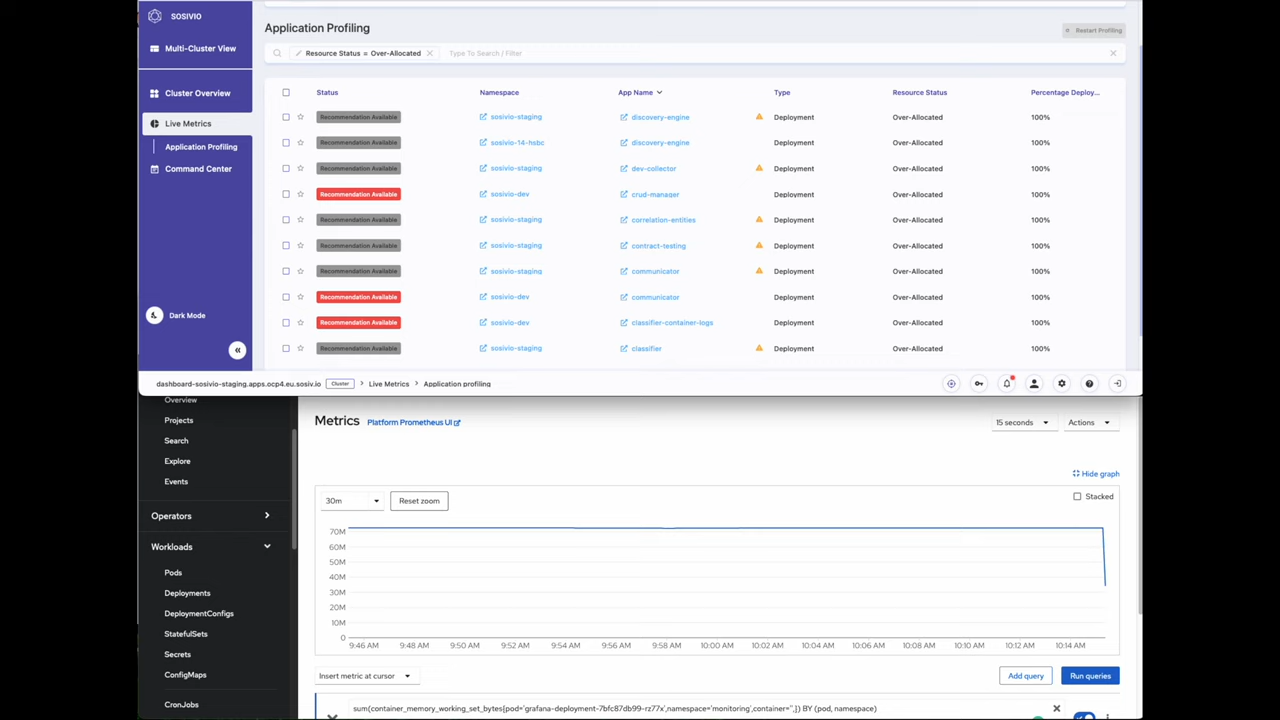 SOSIVIO
Multi-Cluster View
Cluster Overview
Live Metrics
Application Profiling
Command Center
Dark Mode
Application Profiling
Restart Profiling
Resource Status = Over-Allocated Type To Search / Filter
Status Namespace App Name Type Resource Status Percentage Deploy...
Recommendation Available sosivio-staging discovery-engine Deployment Over-Allocated 100%
Recommendation Available sosivio-14-hsbc discovery-engine Deployment Over-Allocated 100%
Recommendation Available sosivio-staging dev-collector Deployment Over-Allocated 100%
Recommendation Available sosivio-dev crud-manager Deployment Over-Allocated 100%
Recommendation Available sosivio-staging correlation-entities Deployment Over-Allocated 100%
Recommendation Available sosivio-staging contract-testing Deployment Over-Allocated 100%
Recommendation Available sosivio-staging communicator Deployment Over-Allocated 100%
Recommendation Available sosivio-dev communicator Deployment Over-Allocated 100%
Recommendation Available sosivio-dev classifier-container-logs Deployment Over-Allocated 100%
Recommendation Available sosivio-staging classifier Deployment Over-Allocated 100%
dashboard-sosivio-staging.apps.ocp4.eu.sosiv.io Cluster > Live Metrics > Application profiling
Overview
Projects
Search
Explore
Events
Operators
Workloads
Pods
Deployments
DeploymentConfigs
StatefulSets
Secrets
ConfigMaps
CronJobs
Metrics Platform Prometheus UI
15 seconds Actions
Hide graph
30m Reset zoom
Stacked
70M
60M
50M
40M
30M
20M
10M
0
9:46 AM 9:48 AM 9:50 AM 9:52 AM 9:54 AM 9:56 AM 9:58 AM 10:00 AM 10:02 AM 10:04 AM 10:06 AM 10:08 AM 10:10 AM 10:12 AM 10:14 AM
Insert metric at cursor Add query Run queries
sum(container_memory_working_set_bytes{pod='grafana-deployment-7bfc87db99-rz77x',namespace='monitoring',container='',}) BY (pod, namespace)